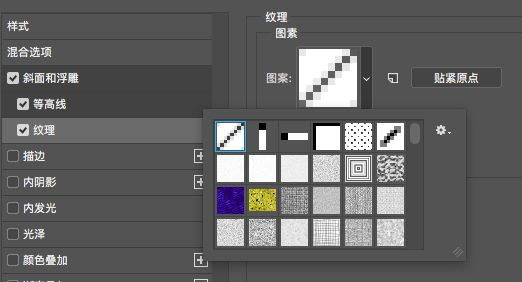 样式
混合选项
斜面和浮雕
等高线
纹理
描边
内阴影
内发光
光泽
颜色叠加
纹理
图素
图案:
贴紧原点